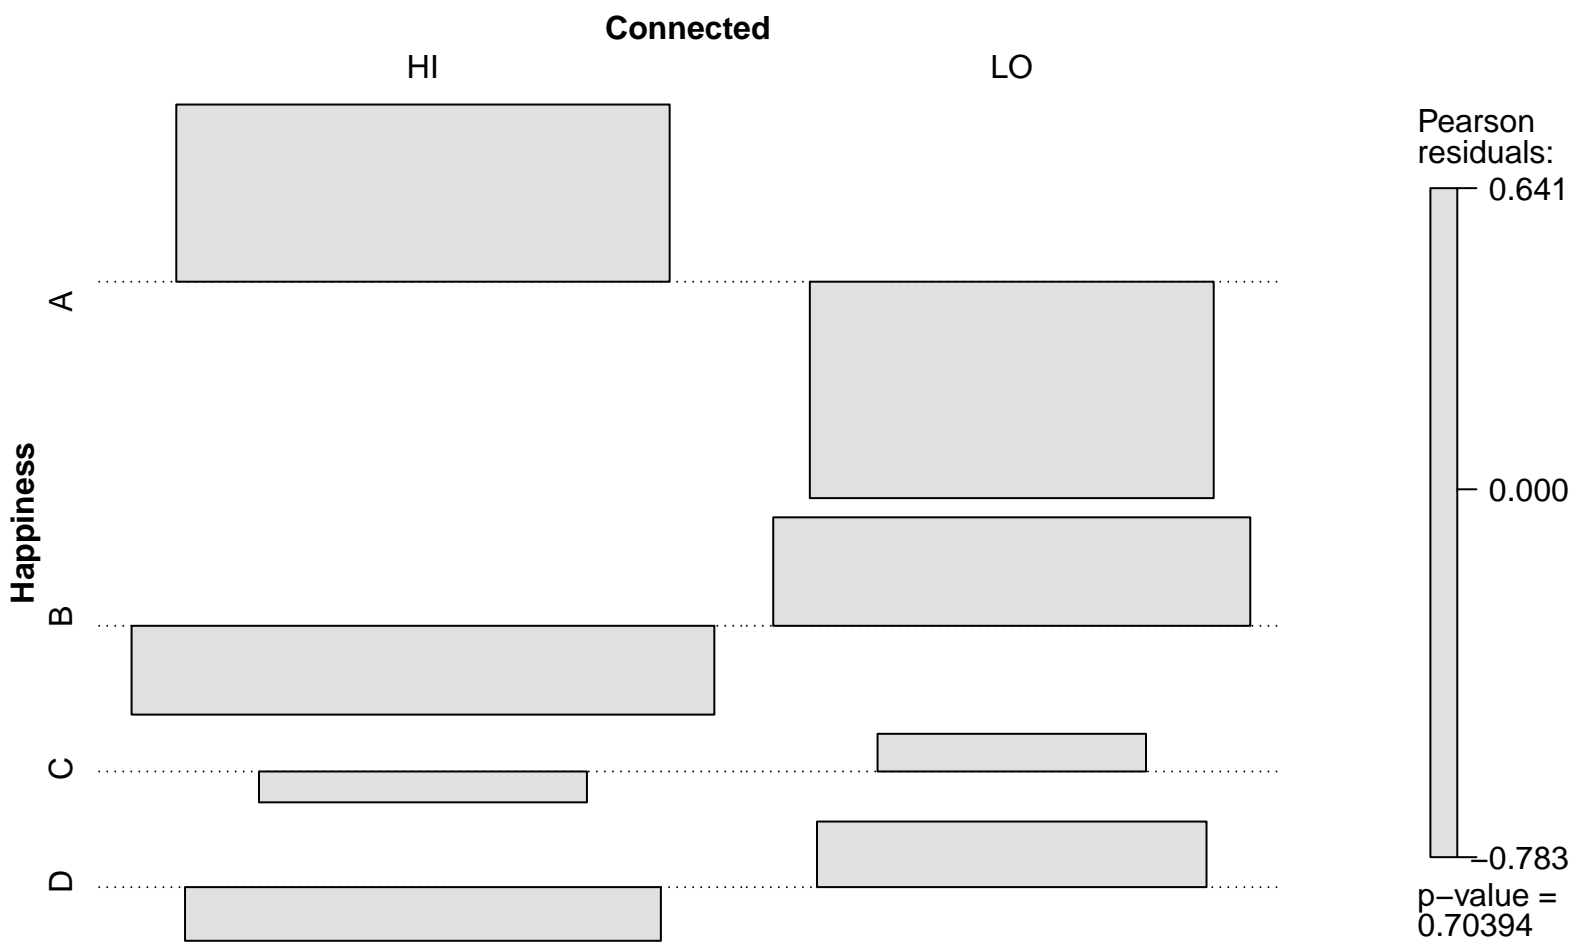 Connected
HI
LO
Happiness
A
B
C
D
Pearson
residuals:
0.641
0.000
−0.783
p−value =
0.70394